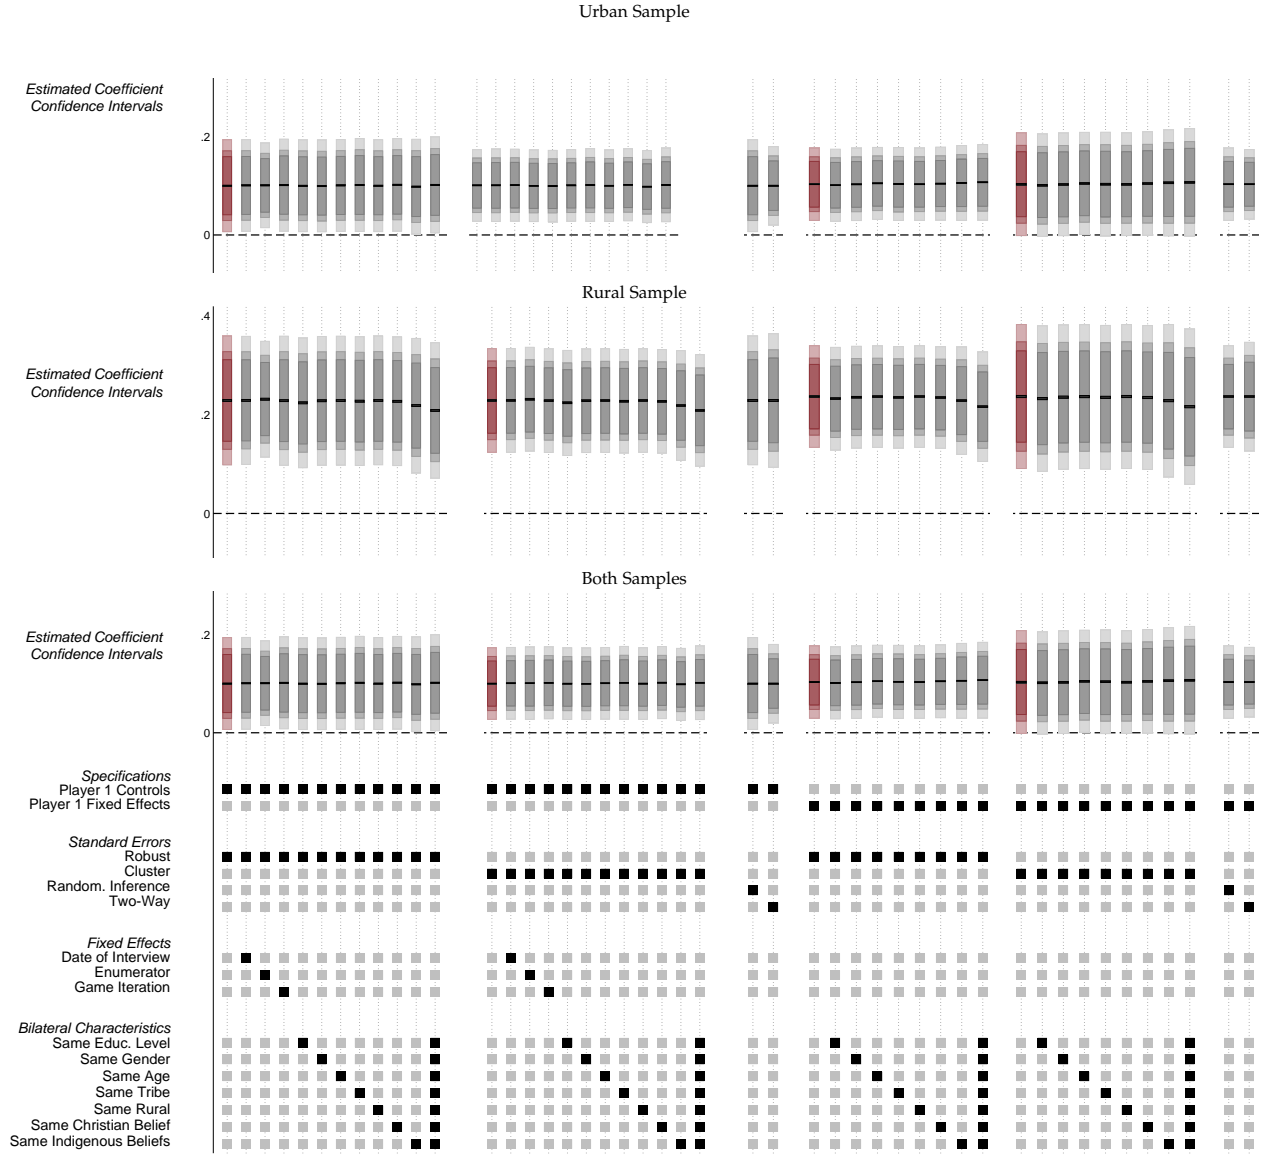 Urban Sample
Estimated Coefficient
Confidence Intervals
.2
0
Rural Sample
.4
Estimated Coefficient
Confidence Intervals
.2
0
Both Samples
Estimated Coefficient
Confidence Intervals
.2
0
Specifications
Player 1 Controls
Player 1 Fixed Effects
Standard Errors
Robust
Cluster
Random. Inference
Two-Way
Fixed Effects
Date of Interview
Enumerator
Game Iteration
Bilateral Characteristics
Same Educ. Level
Same Gender
Same Age
Same Tribe
Same Rural
Same Christian Belief
Same Indigenous Beliefs